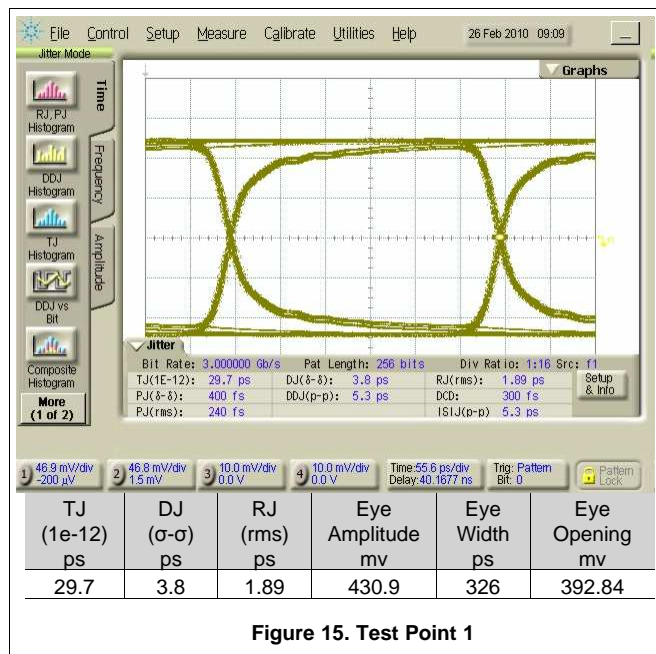 File Control Setup Measure Calibrate Utilities Help 26 Feb 2010 09:09
Jitter Mode
Graphs
RJ, PJ
Histogram
DDJ
Histogram
TJ
Histogram
DDJ vs
Bit
Composite
Histogram
More
(1 of 2)
Time
Frequency
Amplitude
Jitter
Bit Rate: 3.000000 Gb/s Pat Length: 256 bits Div Ratio: 1:16 Src: f1
TJ(1E-12): 29.7 ps DJ(δ-δ): 3.8 ps RJ(rms): 1.89 ps
PJ(δ-δ): 400 fs DDJ(p-p): 5.3 ps DCD: 300 fs
PJ(rms): 240 fs ISIJ(p-p) 5.3 ps
Setup
& Info
1 46.9 mV/div 2 46.8 mV/div 3 10.0 mV/div 4 10.0 mV/div Time:55.6 ps/div Trig: Pattern Pattern
-200 µV 1.5 mV 0.0 V 0.0 V Delay:40.1677 ns Bit: 0 Lock
TJ DJ RJ Eye Eye Eye
(1e-12) (σ-σ) (rms) Amplitude Width Opening
ps ps ps mv ps mv
29.7 3.8 1.89 430.9 326 392.84
Figure 15. Test Point 1